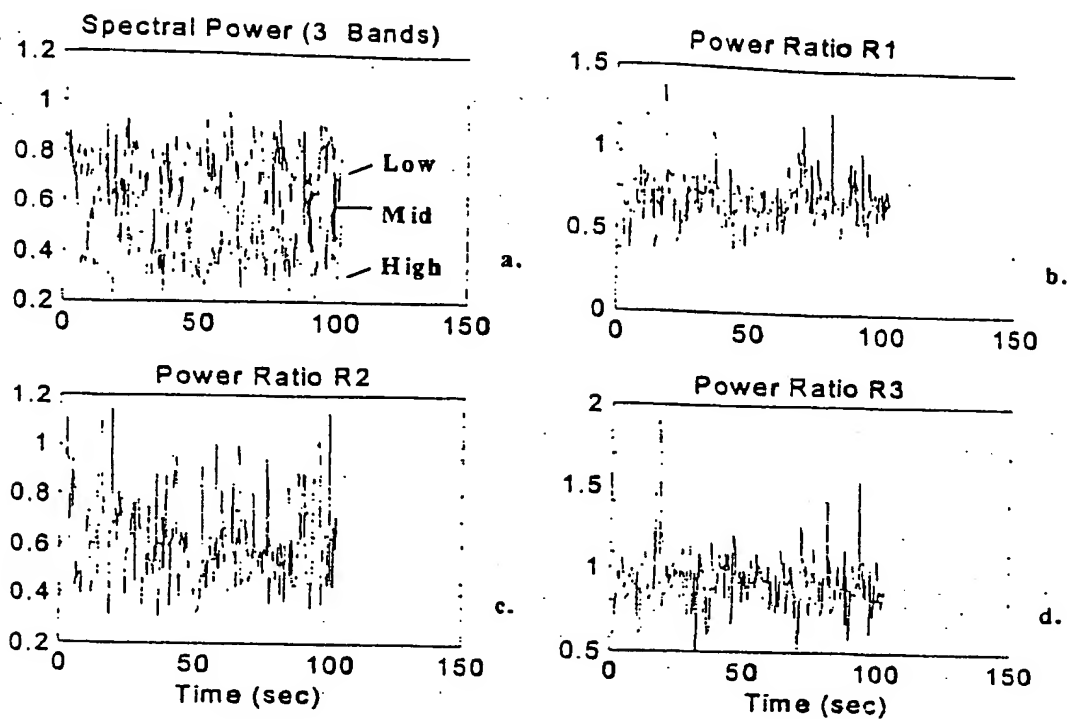 Spectral Power (3 Bands)
1.2
1
0.8
0.6
0.4
0.2
0
50
100
150
Low
Mid
High
a.
Power Ratio R1
1.5
1
0.5
0
0
50
100
150
b.
Power Ratio R2
1.2
1
0.8
0.6
0.4
0.2
0
50
100
150
Time (sec)
c.
Power Ratio R3
2
1.5
1
0.5
0
50
100
150
Time (sec)
d.